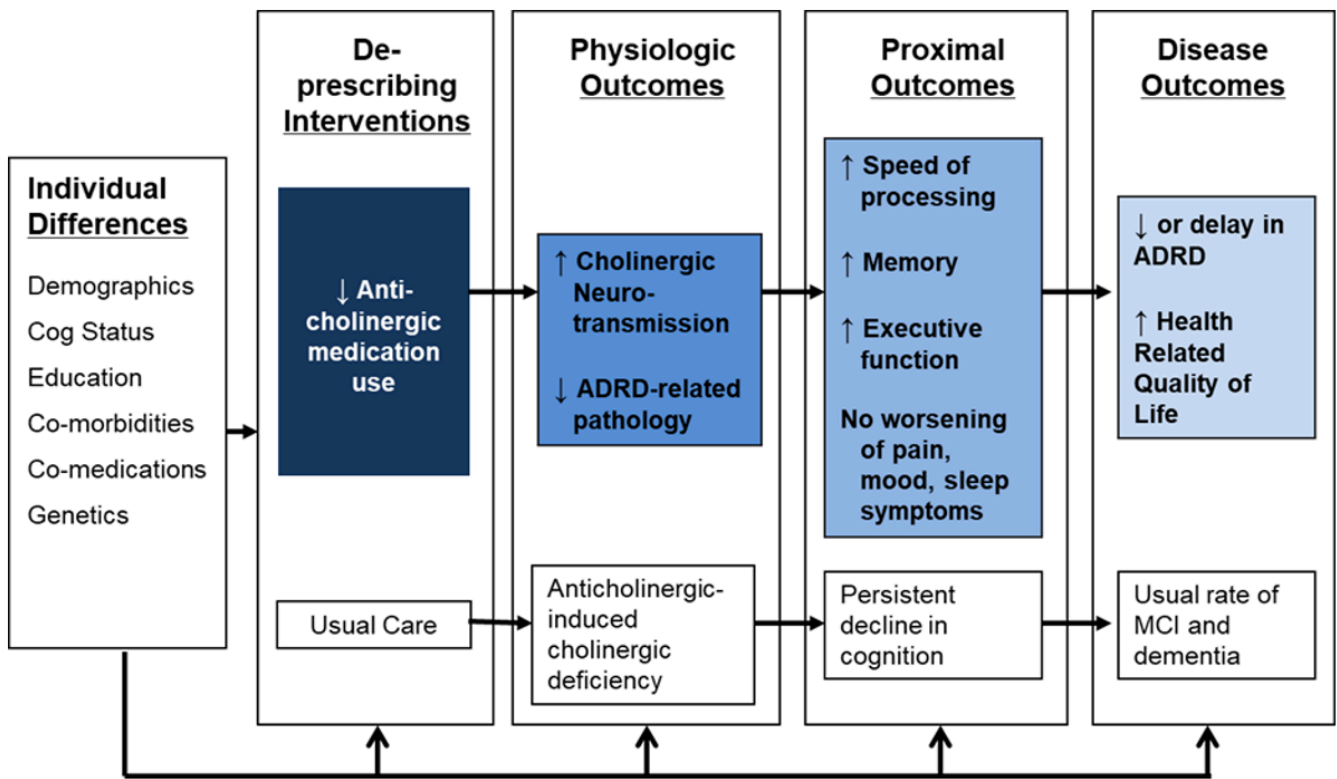 Individual
Differences
Demographics
Cog Status
Education
Co-morbidities
Co-medications
Genetics
De-
prescribing
Interventions
↓ Anti-
cholinergic
medication
use
Usual Care
Physiologic
Outcomes
↑ Cholinergic
Neuro-
transmission
↓ ADRD-related
pathology
Anticholinergic-
induced
cholinergic
deficiency
Proximal
Outcomes
↑ Speed of
processing
↑ Memory
↑ Executive
function
No worsening
of pain,
mood, sleep
symptoms
Persistent
decline in
cognition
Disease
Outcomes
↓ or delay in
ADRD
↑ Health
Related
Quality of
Life
Usual rate of
MCI and
dementia